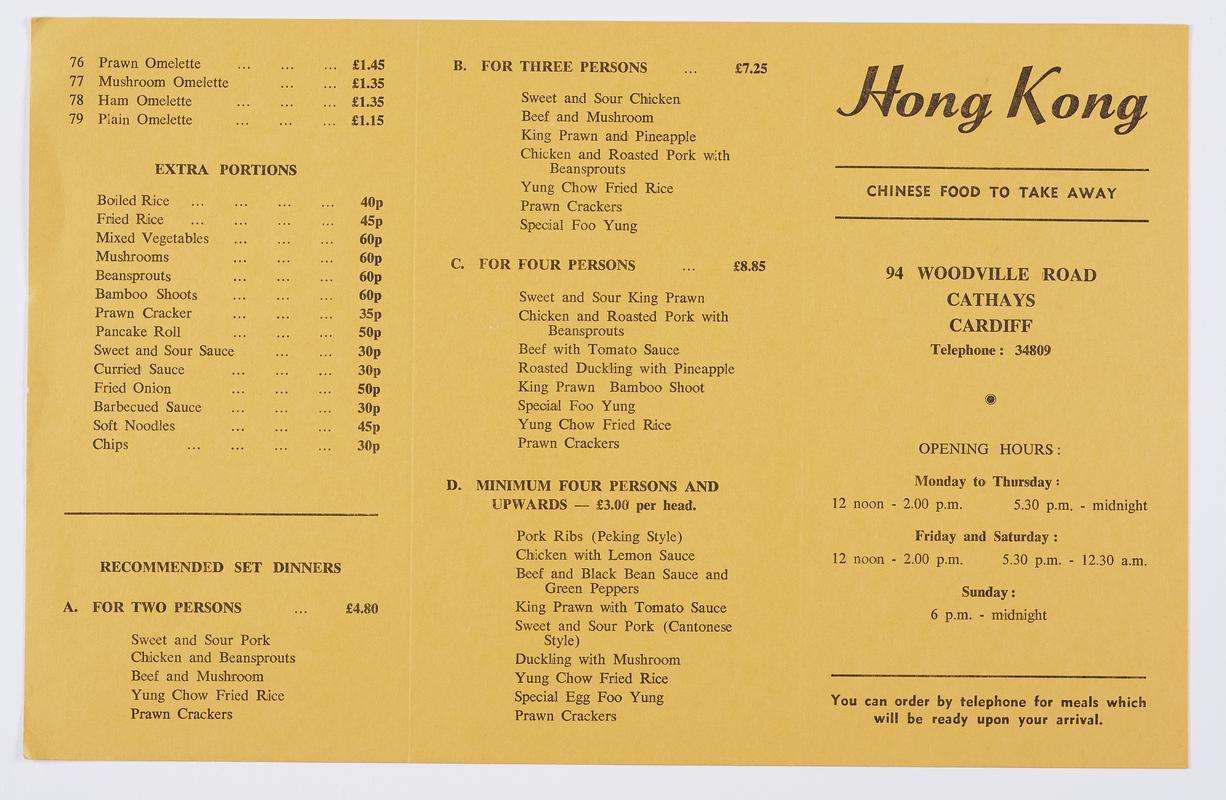 76 Prawn Omelette ... ... ... £1.45
77 Mushroom Omelette ... ... £1.35
78 Ham Omelette ... ... ... £1.35
79 Plain Omelette ... ... ... £1.15
EXTRA PORTIONS
Boiled Rice ... ... ... ... 40p
Fried Rice ... ... ... ... 45p
Mixed Vegetables ... ... ... 60p
Mushrooms ... ... ... 60p
Beansprouts ... ... ... 60p
Bamboo Shoots ... ... ... 60p
Prawn Cracker ... ... ... 35p
Pancake Roll ... ... ... 50p
Sweet and Sour Sauce ... ... 30p
Curried Sauce ... ... ... 30p
Fried Onion ... ... ... 50p
Barbecued Sauce ... ... ... 30p
Soft Noodles ... ... ... 45p
Chips ... ... ... ... 30p
RECOMMENDED SET DINNERS
A. FOR TWO PERSONS ... £4.80
Sweet and Sour Pork
Chicken and Beansprouts
Beef and Mushroom
Yung Chow Fried Rice
Prawn Crackers
B. FOR THREE PERSONS ... £7.25
Sweet and Sour Chicken
Beef and Mushroom
King Prawn and Pineapple
Chicken and Roasted Pork with
Beansprouts
Yung Chow Fried Rice
Prawn Crackers
Special Foo Yung
C. FOR FOUR PERSONS ... £8.85
Sweet and Sour King Prawn
Chicken and Roasted Pork with
Beansprouts
Beef with Tomato Sauce
Roasted Duckling with Pineapple
King Prawn Bamboo Shoot
Special Foo Yung
Yung Chow Fried Rice
Prawn Crackers
D. MINIMUM FOUR PERSONS AND
UPWARDS — £3.00 per head.
Pork Ribs (Peking Style)
Chicken with Lemon Sauce
Beef and Black Bean Sauce and
Green Peppers
King Prawn with Tomato Sauce
Sweet and Sour Pork (Cantonese
Style)
Duckling with Mushroom
Yung Chow Fried Rice
Special Egg Foo Yung
Prawn Crackers
Hong Kong
CHINESE FOOD TO TAKE AWAY
94 WOODVILLE ROAD
CATHAYS
CARDIFF
Telephone: 34809
OPENING HOURS:
Monday to Thursday:
12 noon - 2.00 p.m. 5.30 p.m. - midnight
Friday and Saturday:
12 noon - 2.00 p.m. 5.30 p.m. - 12.30 a.m.
Sunday:
6 p.m. - midnight
You can order by telephone for meals which
will be ready upon your arrival.